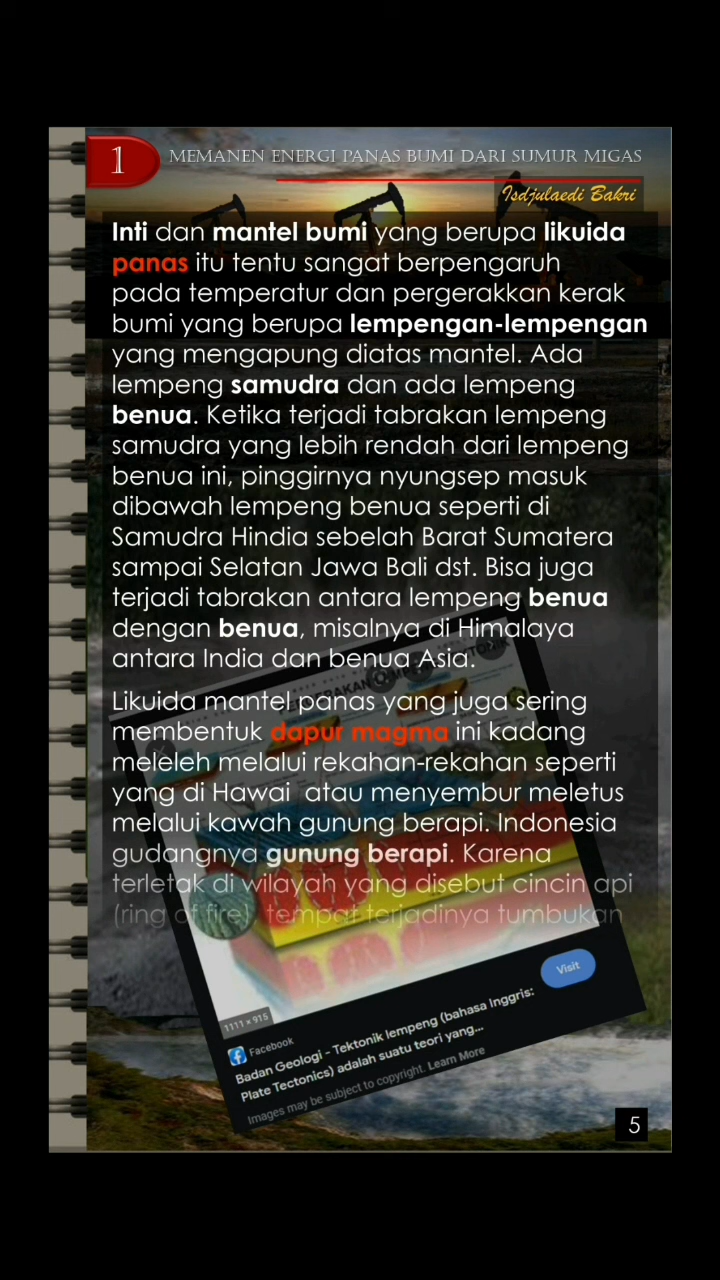 1
MEMANEN ENERGI PANAS BUMI DARI SUMUR MIGAS
Isdjulaedi Bakri
Inti dan mantel bumi yang berupa likuida
panas itu tentu sangat berpengaruh
pada temperatur dan pergerakkan kerak
bumi yang berupa lempengan-lempengan
yang mengapung diatas mantel. Ada
lempeng samudra dan ada lempeng
benua. Ketika terjadi tabrakan lempeng
samudra yang lebih rendah dari lempeng
benua ini, pinggirnya nyungsep masuk
dibawah lempeng benua seperti di
Samudra Hindia sebelah Barat Sumatera
sampai Selatan Jawa Bali dst. Bisa juga
terjadi tabrakan antara lempeng benua
dengan benua, misalnya di Himalaya
antara India dan benua Asia.
Likuida mantel panas yang juga sering
membentuk dapur magma ini kadang
meleleh melalui rekahan-rekahan seperti
yang di Hawai atau menyembur meletus
melalui kawah gunung berapi. Indonesia
gudangnya gunung berapi. Karena
terletak di wilayah yang disebut cincin api
(ring of fire), tempat terjadinya tumbukan
Visit
1111 × 915
Facebook
Badan Geologi - Tektonik lempeng (bahasa Inggris:
Plate Tectonics) adalah suatu teori yang...
Images may be subject to copyright. Learn More
5